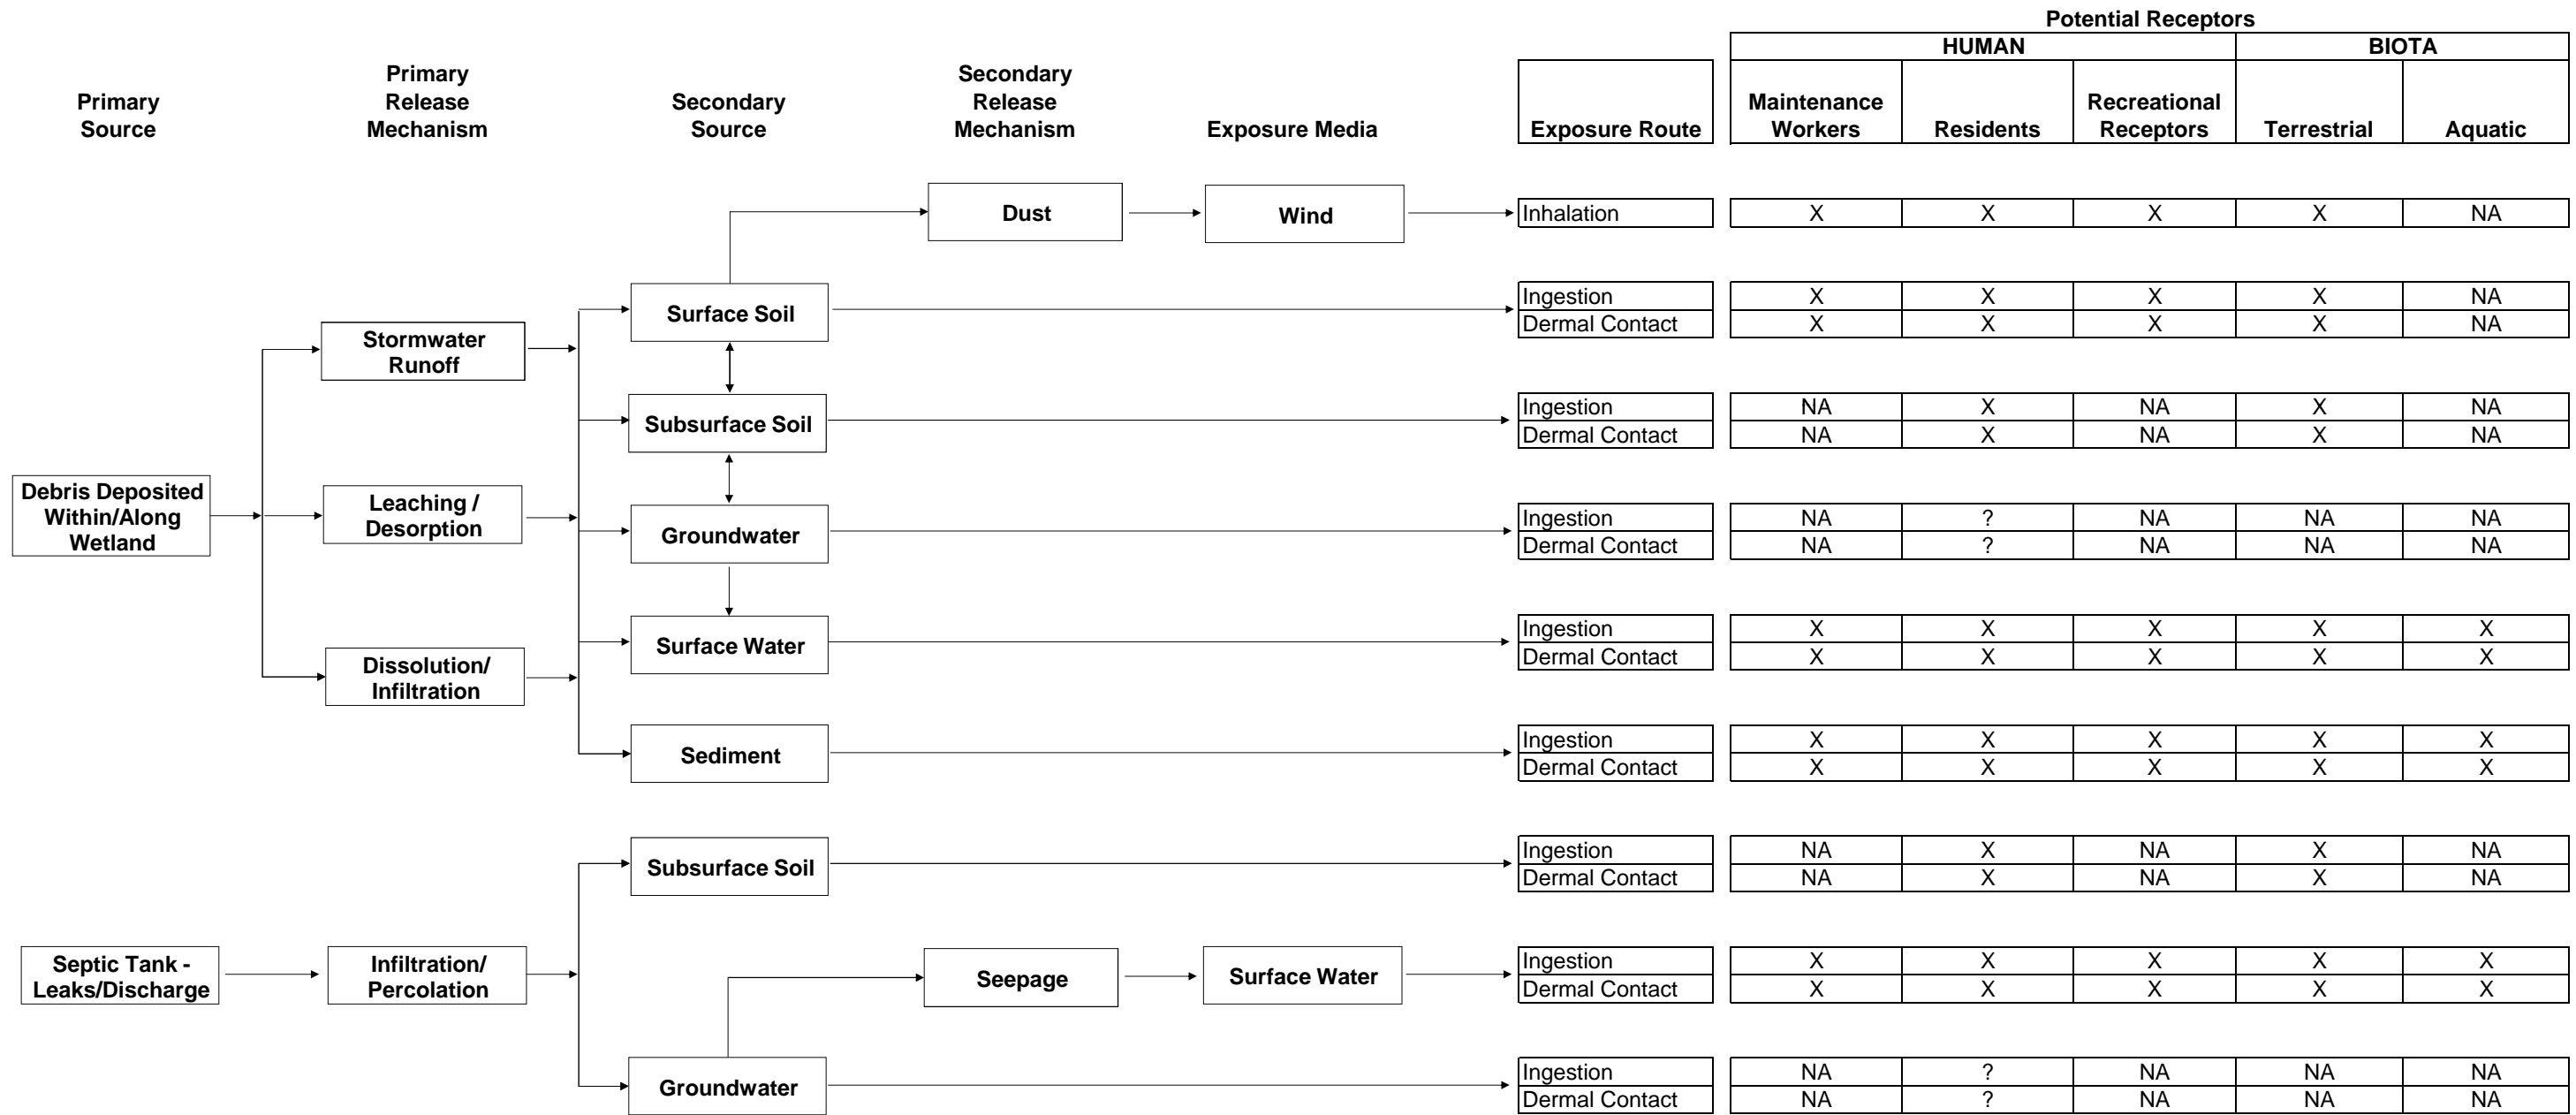 Potential Receptors
HUMAN BIOTA
Primary
Source
Primary
Release
Mechanism
Secondary
Source
Secondary
Release
Mechanism
Exposure Media
Exposure Route
Maintenance
Workers
Residents
Recreational
Receptors
Terrestrial
Aquatic
Dust
Wind
Inhalation X X X X NA
Surface Soil
Ingestion X X X X NA
Dermal Contact X X X X NA
Stormwater
Runoff
Subsurface Soil
Ingestion NA X NA X NA
Dermal Contact NA X NA X NA
Debris Deposited
Within/Along
Wetland
Leaching /
Desorption
Groundwater
Ingestion NA ? NA NA NA
Dermal Contact NA ? NA NA NA
Surface Water
Ingestion X X X X X
Dermal Contact X X X X X
Dissolution/
Infiltration
Sediment
Ingestion X X X X X
Dermal Contact X X X X X
Subsurface Soil
Ingestion NA X NA X NA
Dermal Contact NA X NA X NA
Septic Tank -
Leaks/Discharge
Infiltration/
Percolation
Seepage
Surface Water
Ingestion X X X X X
Dermal Contact X X X X X
Groundwater
Ingestion NA ? NA NA NA
Dermal Contact NA ? NA NA NA